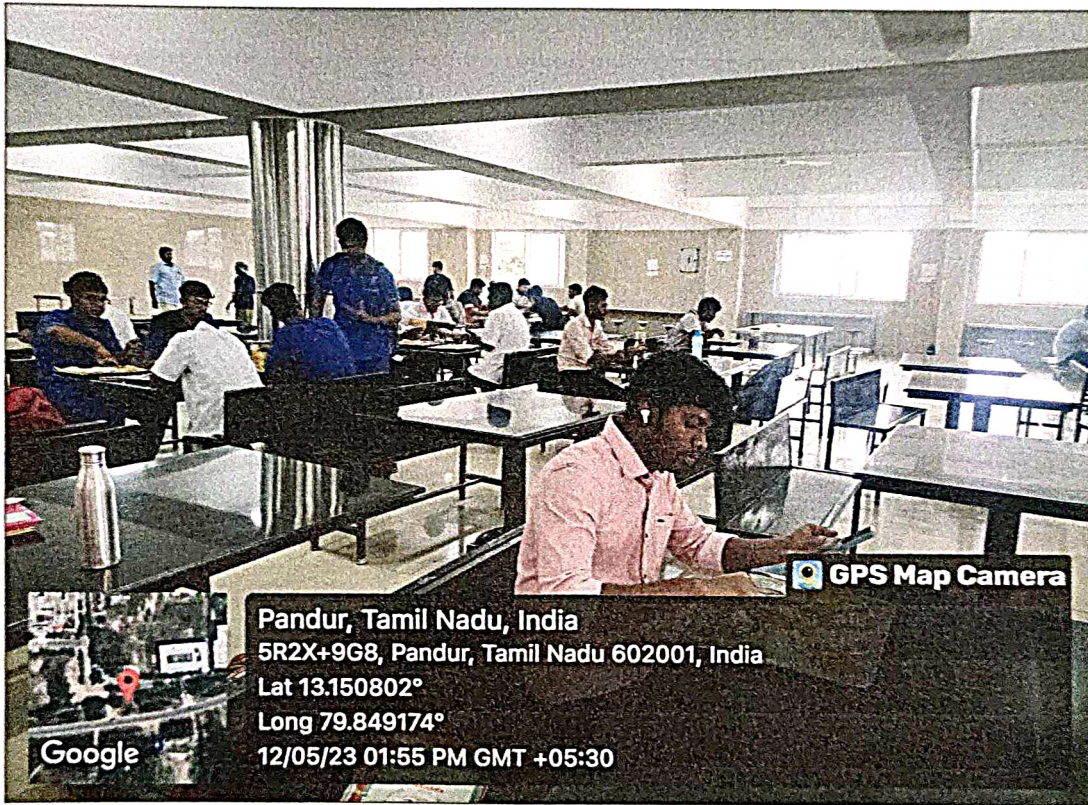 GPS Map Camera
Pandur, Tamil Nadu, India
5R2X+9G8, Pandur, Tamil Nadu 602001, India
Lat 13.150802°
Long 79.849174°
12/05/23 01:55 PM GMT +05:30
Google